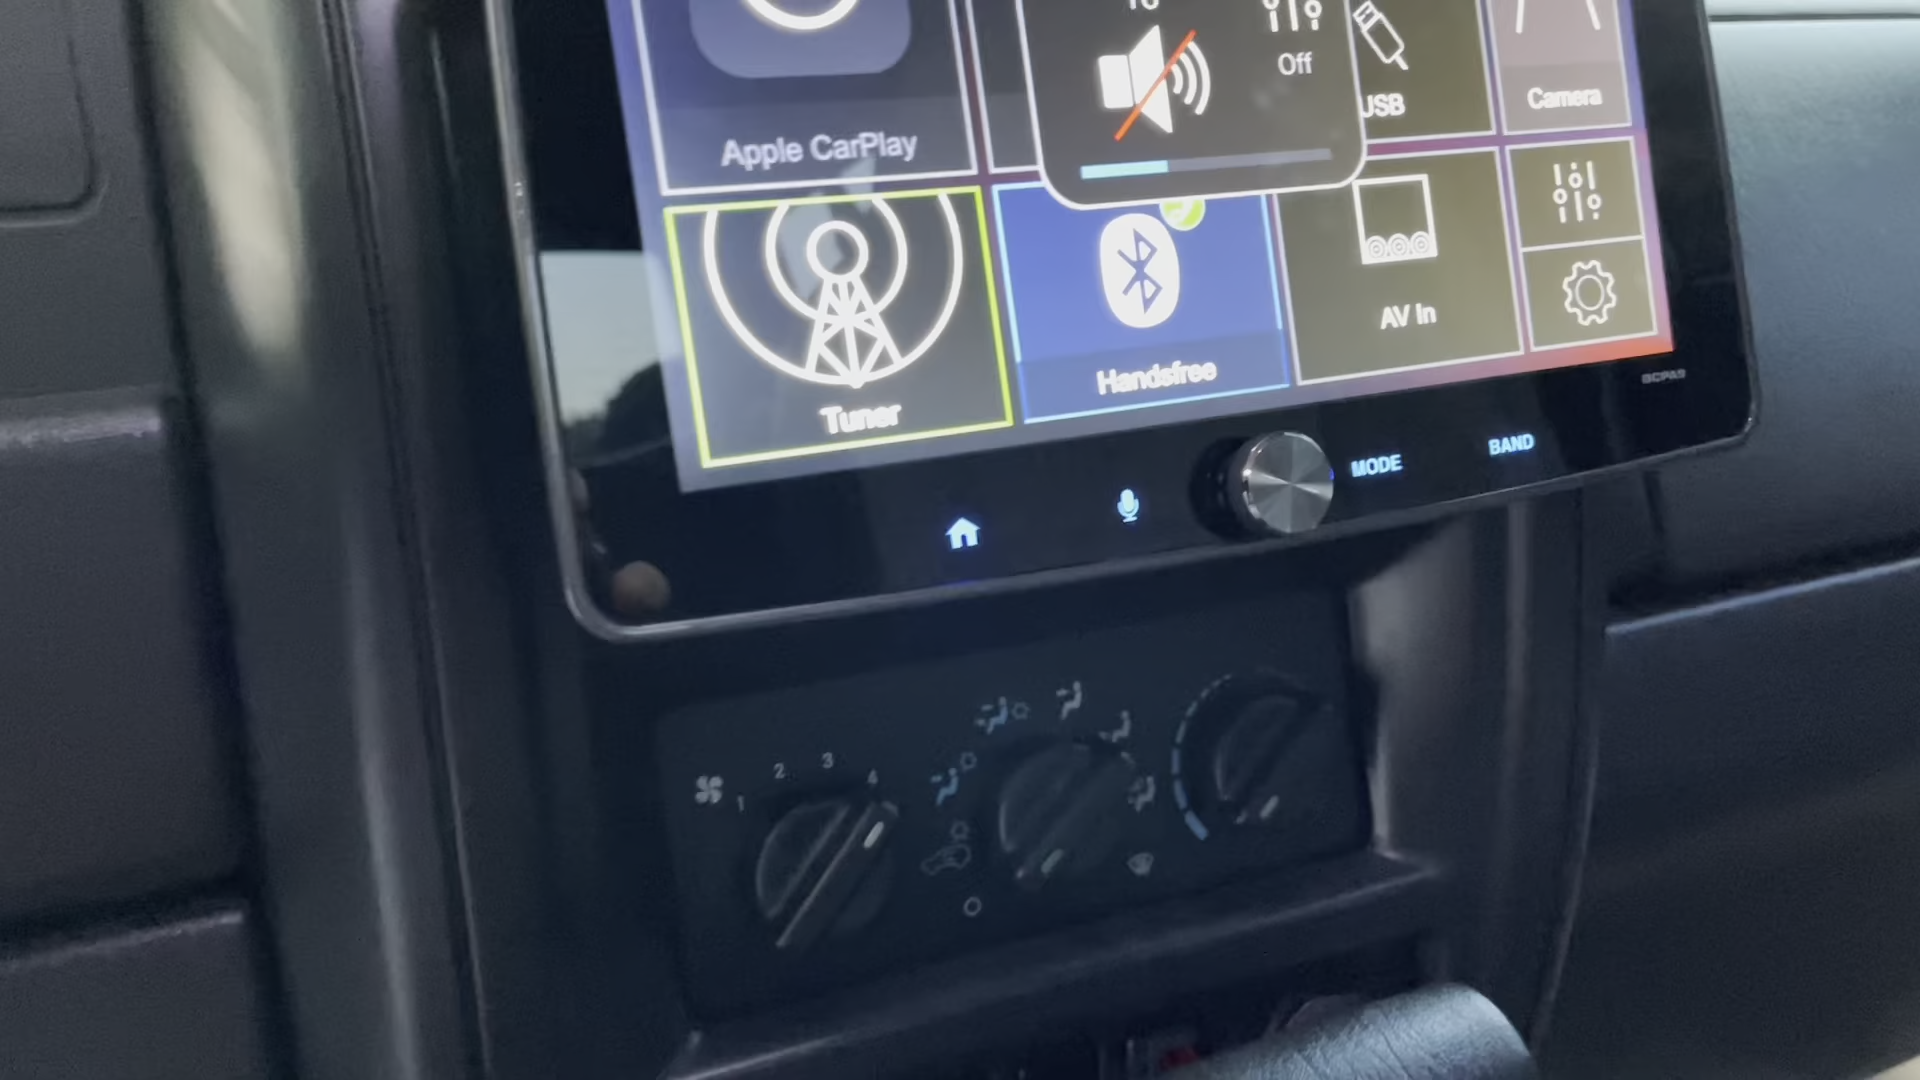 Off
USB
Camera
Apple CarPlay
AV In
Handsfree
Tuner
MODE
BAND
1
2
3
4